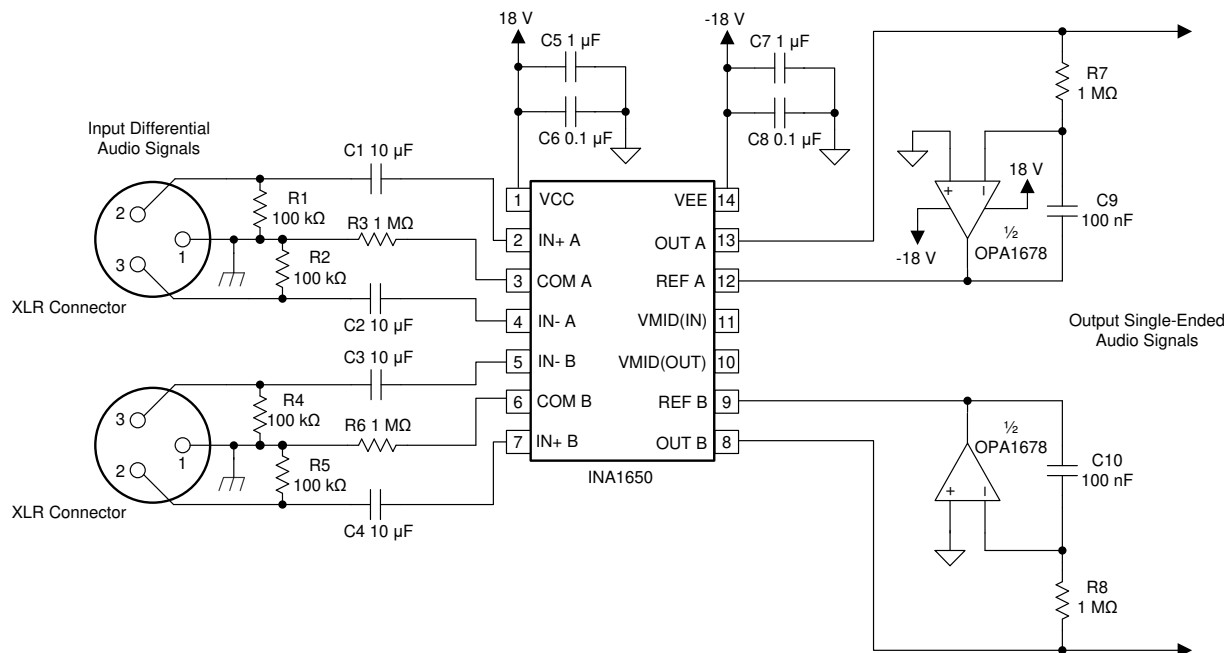 18 V
-18 V
C5 1 µF
C6 0.1 µF
C7 1 µF
C8 0.1 µF
Input Differential
Audio Signals
C1 10 µF
R1
100 kΩ
R3 1 MΩ
R2
100 kΩ
C2 10 µF
2
1
3
XLR Connector
C3 10 µF
R4
100 kΩ
R6 1 MΩ
R5
100 kΩ
C4 10 µF
3
1
2
XLR Connector
1 VCC
2 IN+ A
3 COM A
4 IN- A
5 IN- B
6 COM B
7 IN+ B
VEE 14
OUT A 13
REF A 12
VMID(IN) 11
VMID(OUT) 10
REF B 9
OUT B 8
INA1650
R7
1 MΩ
+ –
18 V
-18 V
½
OPA1678
C9
100 nF
Output Single-Ended
Audio Signals
½
OPA1678
C10
100 nF
+ –
R8
1 MΩ